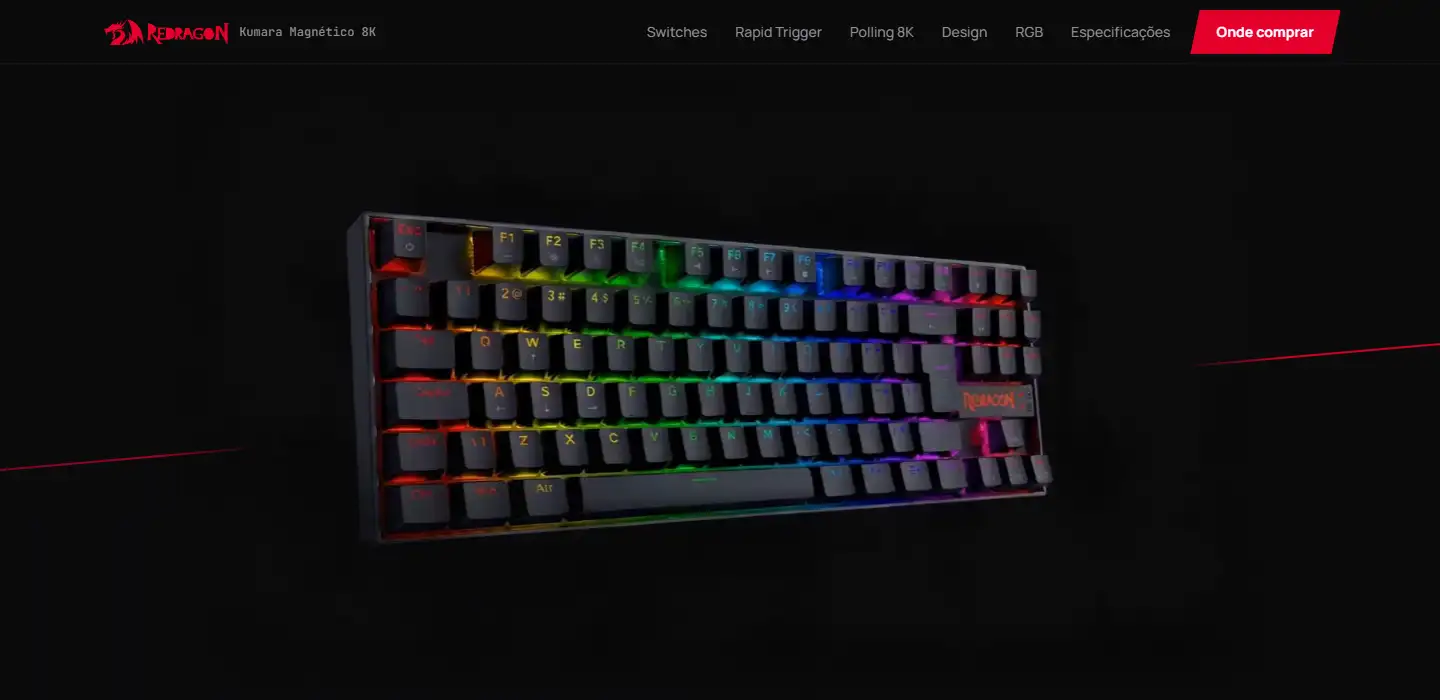 REDRAGON Kumara Magnético 8K Switches Rapid Trigger Polling 8K Design RGB Especificações Onde comprar
Esc F1 F2 F3 F4 F5 F6 F7 F8
2 @ 3 # 4 $ 5 %
Q W E R T Y
A S D F G H J K
REDRAGON
Z X C V B N M
Alt